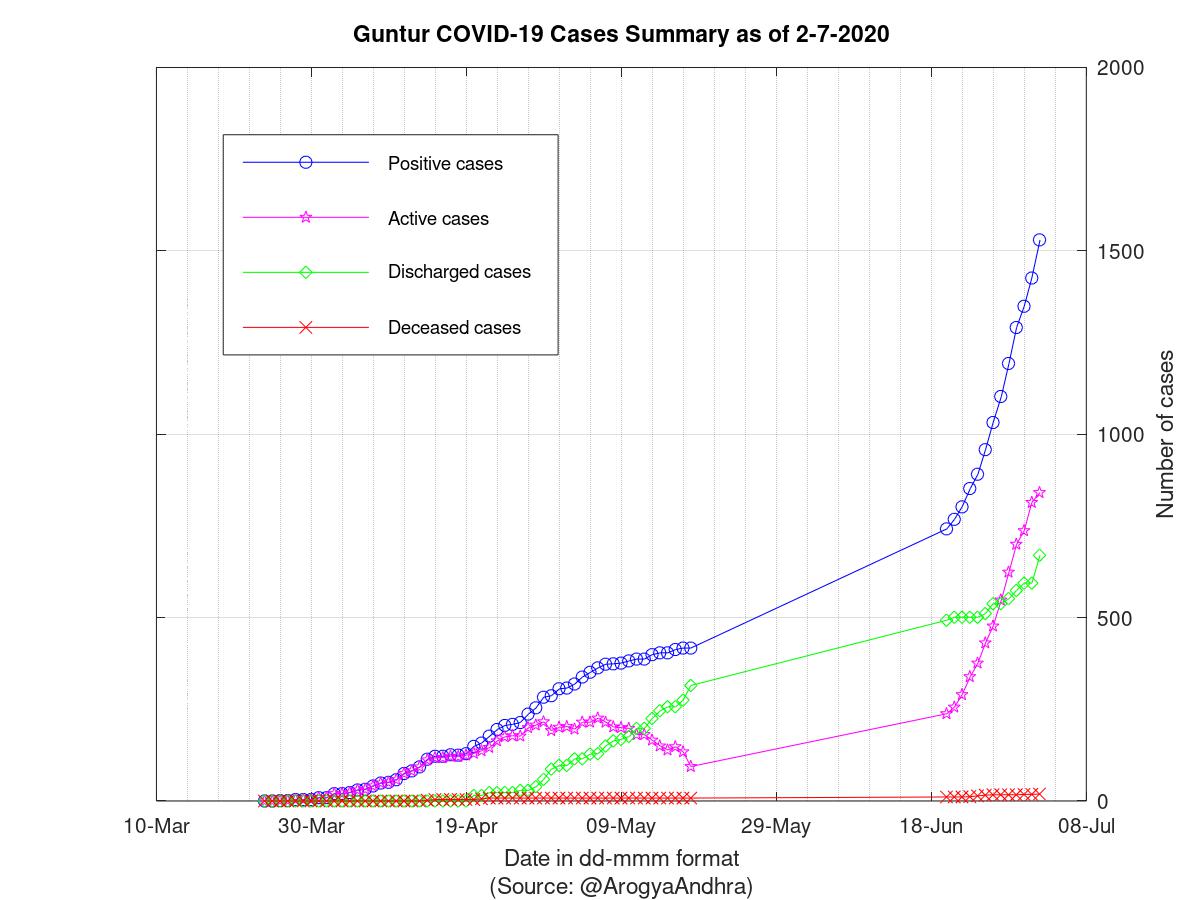 Guntur COVID-19 Cases Summary as of 2-7-2020
Positive cases
Active cases
Discharged cases
Deceased cases
2000
1500
1000
500
0
Number of cases
10-Mar
30-Mar
19-Apr
09-May
29-May
18-Jun
08-Jul
Date in dd-mmm format
(Source: @ArogyaAndhra)